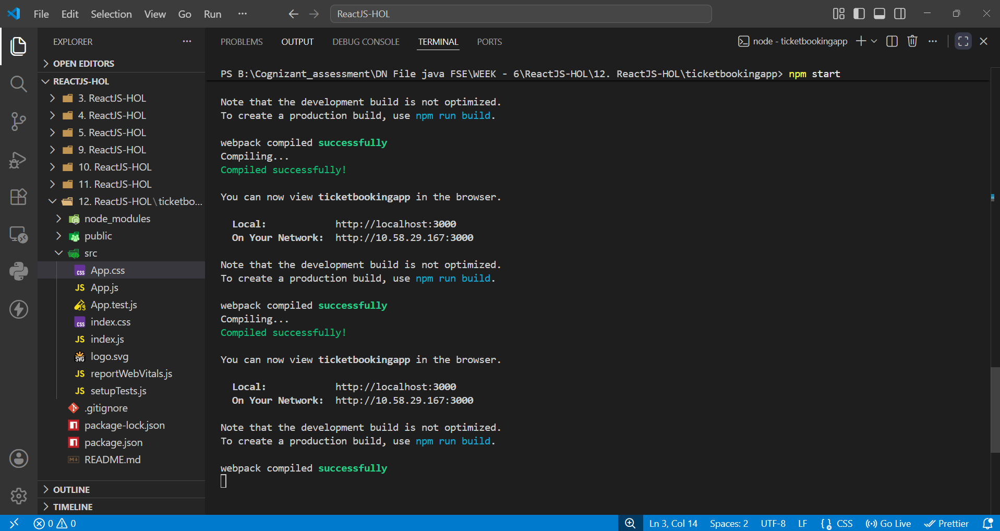 File Edit Selection View Go Run ··· ReactJS-HOL
EXPLORER ···
OPEN EDITORS
REACTJS-HOL
3. ReactJS-HOL
4. ReactJS-HOL
5. ReactJS-HOL
9. ReactJS-HOL
10. ReactJS-HOL
11. ReactJS-HOL
12. ReactJS-HOL\ticketbo...
node_modules
public
src
App.css
JS App.js
App.test.js
index.css
JS index.js
logo.svg
JS reportWebVitals.js
JS setupTests.js
.gitignore
package-lock.json
package.json
README.md
OUTLINE
TIMELINE
PROBLEMS OUTPUT DEBUG CONSOLE TERMINAL PORTS node - ticketbookingapp
PS B:\Cognizant_assessment\DN File java FSE\WEEK - 6\ReactJS-HOL\12. ReactJS-HOL\ticketbookingapp> npm start
Note that the development build is not optimized.
To create a production build, use npm run build.
webpack compiled successfully
Compiling...
Compiled successfully!
You can now view ticketbookingapp in the browser.
Local: http://localhost:3000
On Your Network: http://10.58.29.167:3000
Note that the development build is not optimized.
To create a production build, use npm run build.
webpack compiled successfully
Compiling...
Compiled successfully!
You can now view ticketbookingapp in the browser.
Local: http://localhost:3000
On Your Network: http://10.58.29.167:3000
Note that the development build is not optimized.
To create a production build, use npm run build.
webpack compiled successfully
0 0 Ln 3, Col 14 Spaces: 2 UTF-8 LF CSS Go Live Prettier